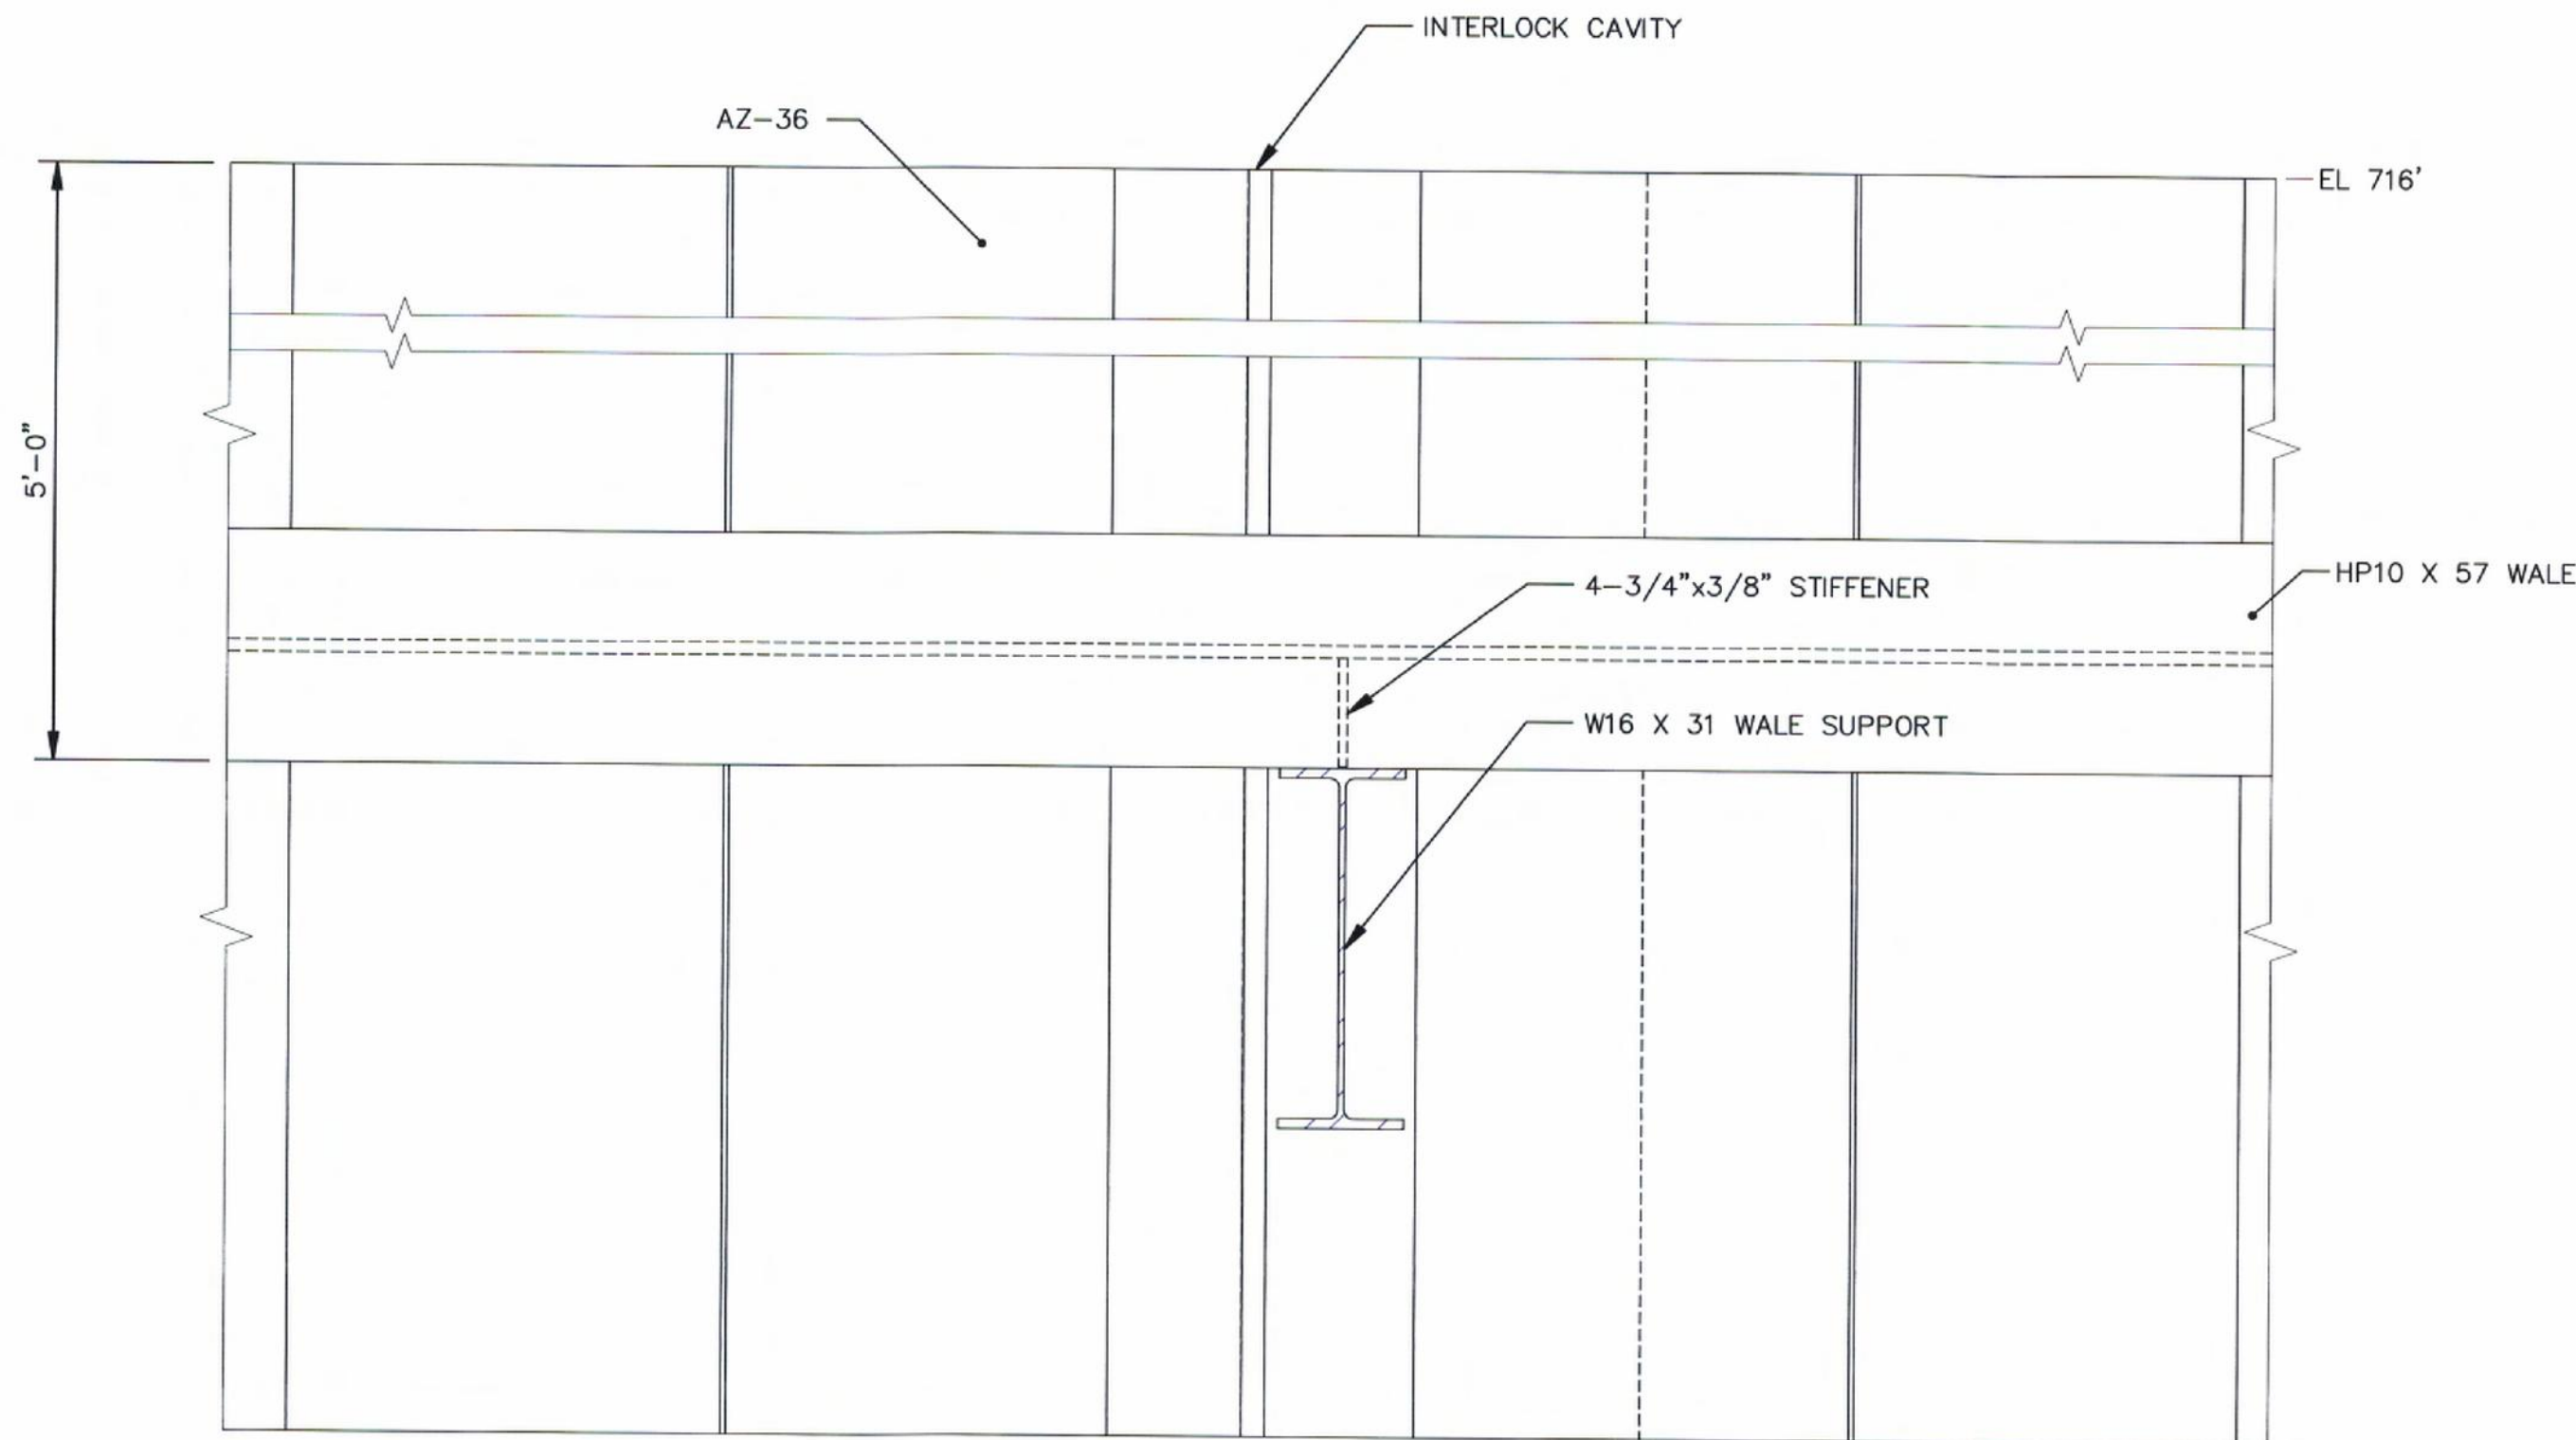 INTERLOCK CAVITY
AZ-36
EL 716'
5'-0"
HP10 X 57 WALE
4-3/4"x3/8" STIFFENER
W16 X 31 WALE SUPPORT